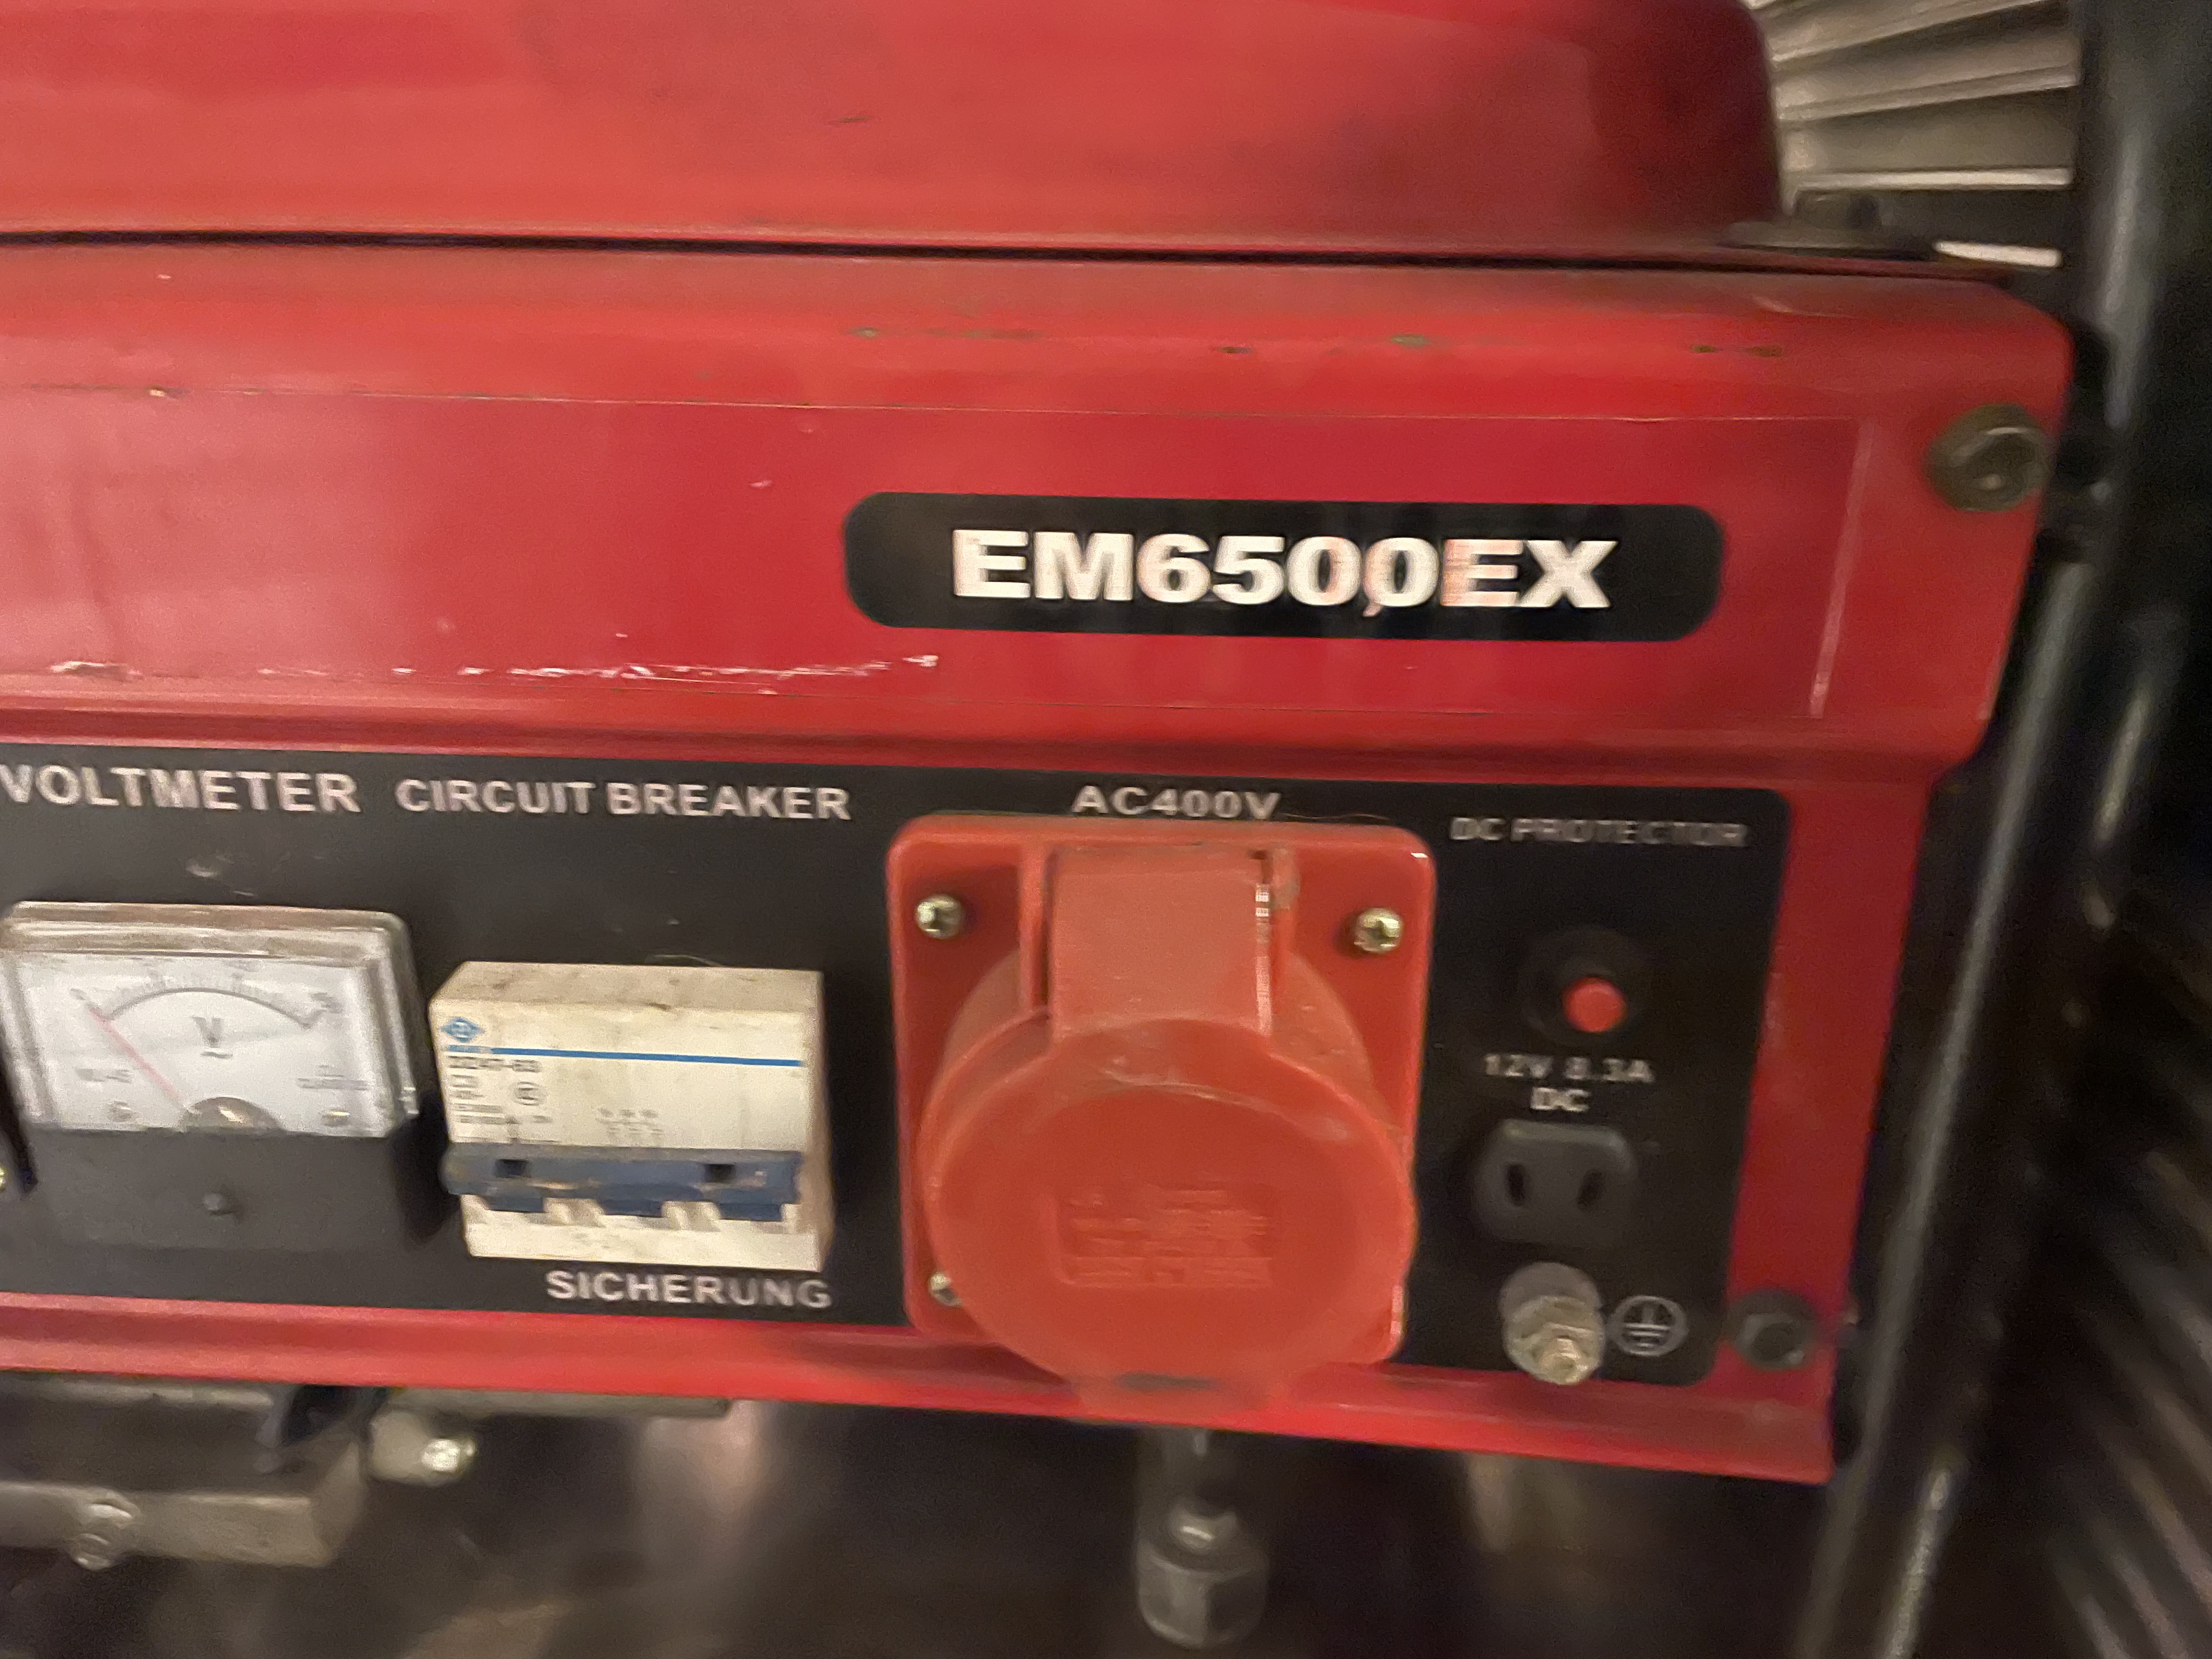 EM6500EX
VOLTMETER
CIRCUIT BREAKER
AC400V
DC PROTECTOR
V
12V 8.3A
DC
SICHERUNG